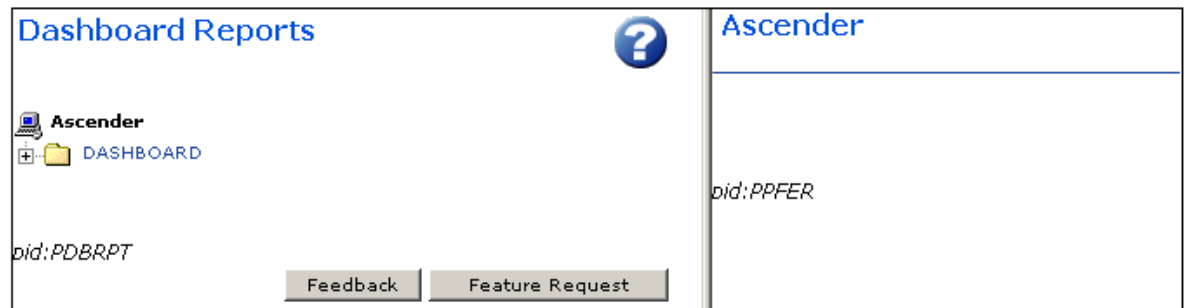 Dashboard Reports
Ascender
DASHBOARD
pid:PDBRPT
Feedback Feature Request
Ascender
pid:PPFER